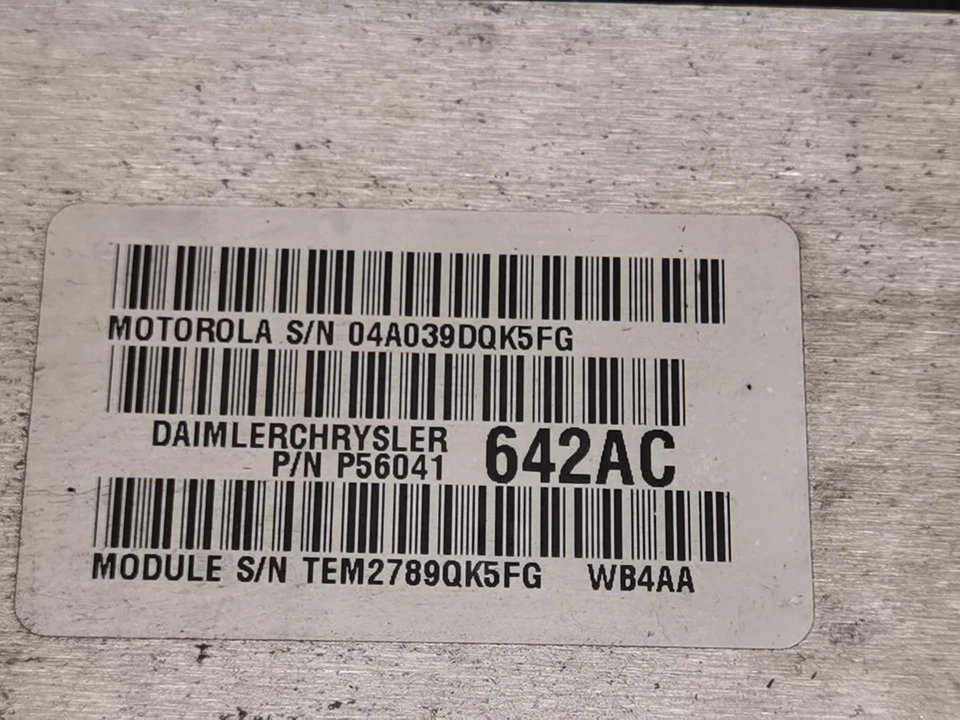 MOTOROLA S/N 04A039DQK5FG
DAIMLERCHRYSLER 642AC
P/N P56041
MODULE S/N TEM2789QK5FG WB4AA